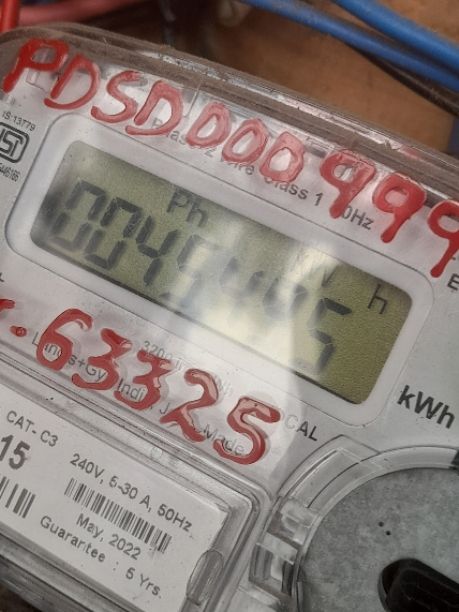 PDSD000999
IS-13779
Class 1
Ph h
0045445
63325
CAL
kWh
CAT- C3
15
240V, 5-30 A, 50Hz
May, 2022
Guarantee : 5 Yrs.